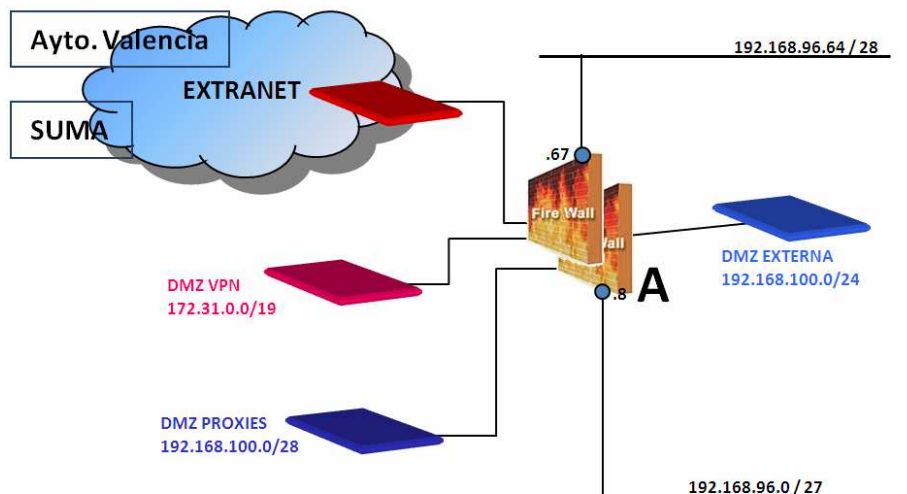 Ayto. Valencia
EXTRANET
SUMA
192.168.96.64 / 28
.67
Fire Wall
Wall
DMZ EXTERNA
192.168.100.0/24
DMZ VPN
172.31.0.0/19
.8
A
DMZ PROXIES
192.168.100.0/28
192.168.96.0 / 27